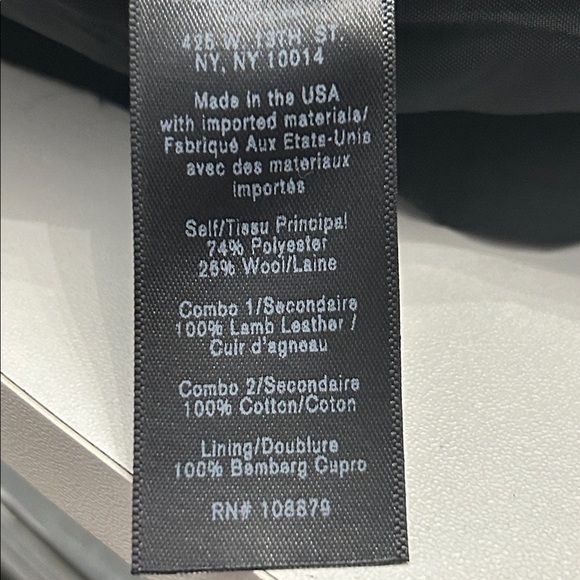 425 W. 13TH ST.
NY, NY 10014
Made in the USA
with imported materials/
Fabriqué Aux Etats-Unis
avec des materiaux
importés
Self/Tissu Principal
74% Polyester
26% Wool/Laine
Combo 1/Secondaire
100% Lamb Leather /
Cuir d'agneau
Combo 2/Secondaire
100% Cotton/Coton
Lining/Doublure
100% Bemberg Cupro
RN# 108879